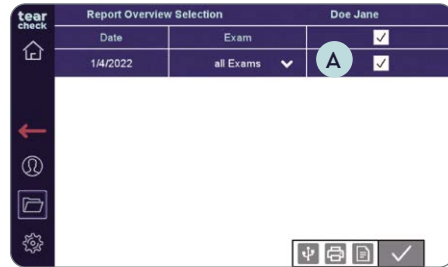 tear
check
Report Overview Selection Doe Jane
Date Exam
1/4/2022 all Exams A